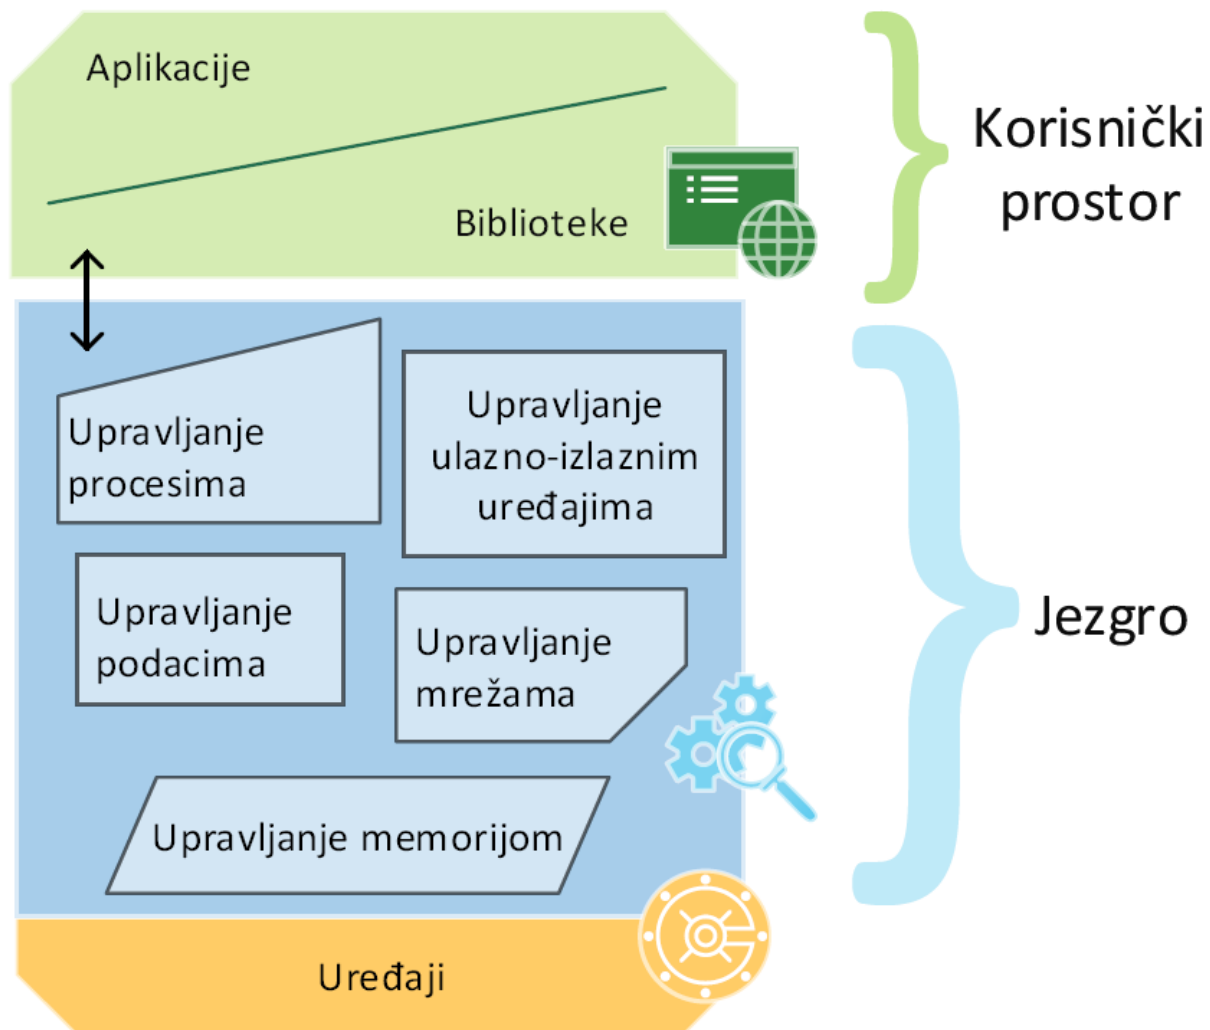 Aplikacije
Biblioteke
Korisnički
prostor
Upravljanje
procesima
Upravljanje
ulazno-izlaznim
uređajima
Upravljanje
podacima
Upravljanje
mrežama
Upravljanje memorijom
Jezgro
Uređaji